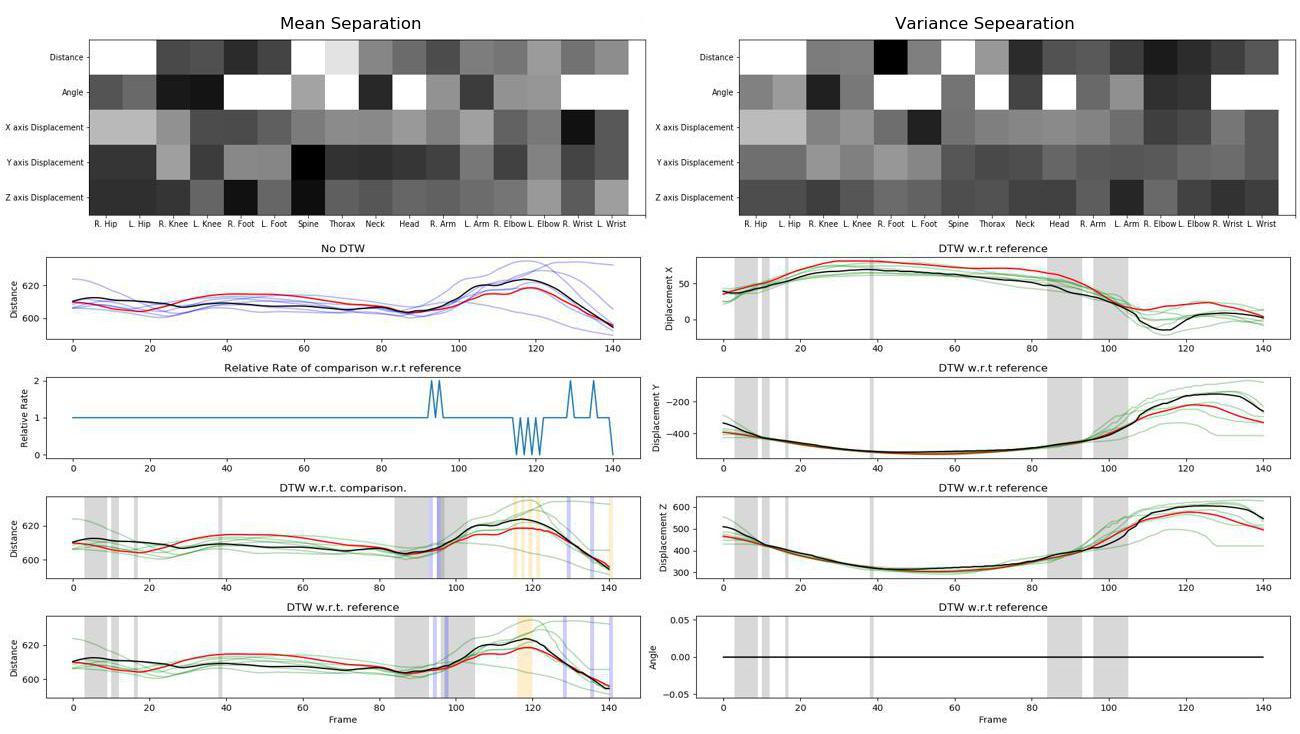 Mean Separation
Variance Sepearation
Distance
Angle
X axis Displacement
Y axis Displacement
Z axis Displacement
R. Hip L. Hip R. Knee L. Knee R. Foot L. Foot Spine Thorax Neck Head R. Arm L. Arm R. Elbow L. Elbow R. Wrist L. Wrist
Distance
Angle
X axis Displacement
Y axis Displacement
Z axis Displacement
R. Hip L. Hip R. Knee L. Knee R. Foot L. Foot Spine Thorax Neck Head R. Arm L. Arm R. Elbow L. Elbow R. Wrist L. Wrist
No DTW
Distance
620
600
0 20 40 60 80 100 120 140
DTW w.r.t reference
Diplacement X
50
0
0 20 40 60 80 100 120 140
Relative Rate of comparison w.r.t reference
Relative Rate
2
1
0
0 20 40 60 80 100 120 140
DTW w.r.t reference
Displacement Y
−200
−400
0 20 40 60 80 100 120 140
DTW w.r.t. comparison.
Distance
620
600
0 20 40 60 80 100 120 140
DTW w.r.t reference
Displacement Z
600
500
400
300
0 20 40 60 80 100 120 140
DTW w.r.t. reference
Distance
620
600
0 20 40 60 80 100 120 140
Frame
DTW w.r.t reference
Angle
0.05
0.00
−0.05
0 20 40 60 80 100 120 140
Frame